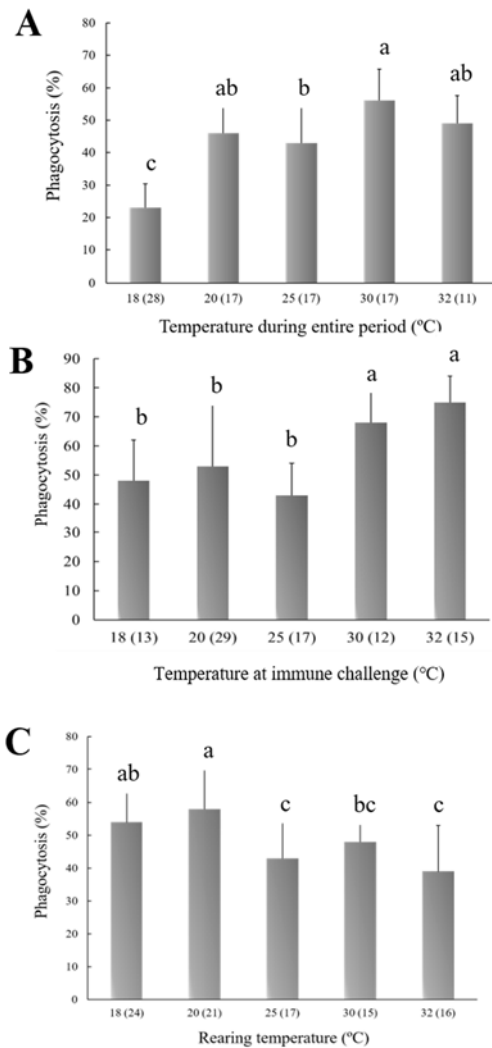 A
Phagocytosis (%)
80
70
60
50
40
30
20
10
0
c
ab
b
a
ab
18 (28) 20 (17) 25 (17) 30 (17) 32 (11)
Temperature during entire period (ºC)
B
Phagocytosis (%)
90
80
70
60
50
40
30
20
10
0
b
b
b
a
a
18 (13) 20 (29) 25 (17) 30 (12) 32 (15)
Temperature at immune challenge (°C)
C
Phagocytosis (%)
80
70
60
50
40
30
20
10
0
ab
a
c
bc
c
18 (24) 20 (21) 25 (17) 30 (15) 32 (16)
Rearing temperature (ºC)